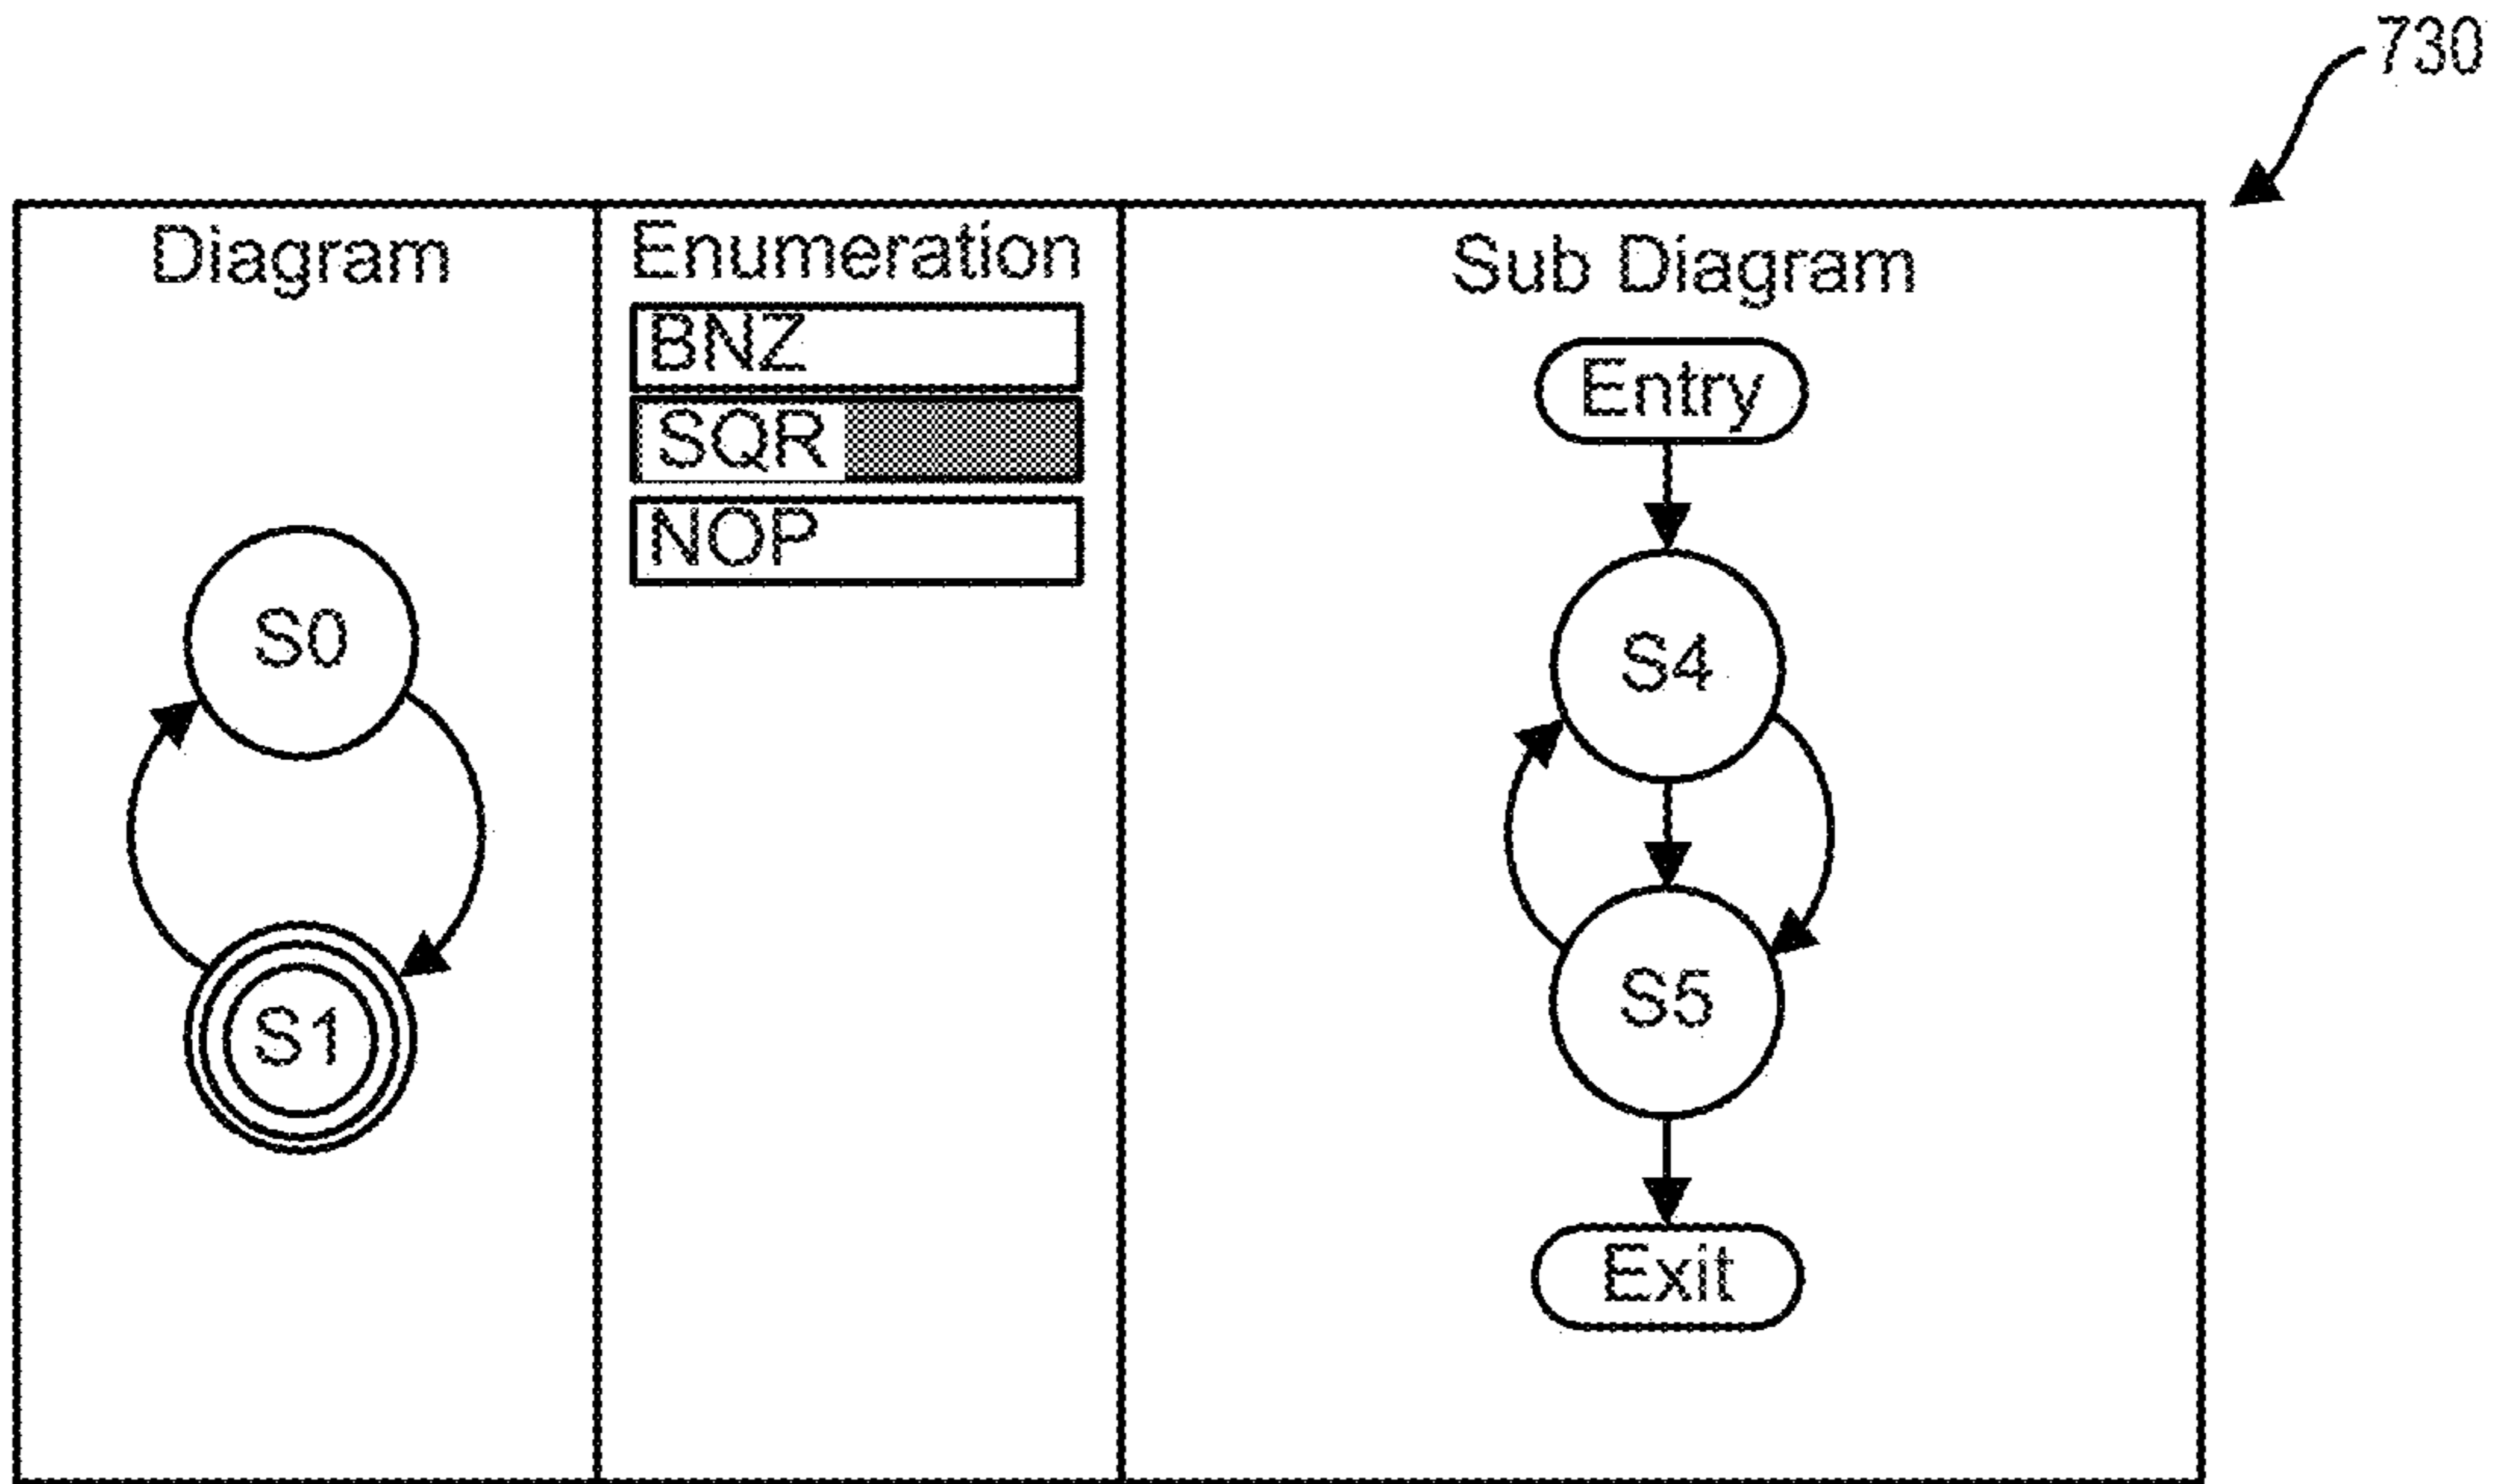 730
Diagram
Enumeration
Sub Diagram
BNZ
SQR
NOP
Entry
S0
S4
S1
S5
Exit